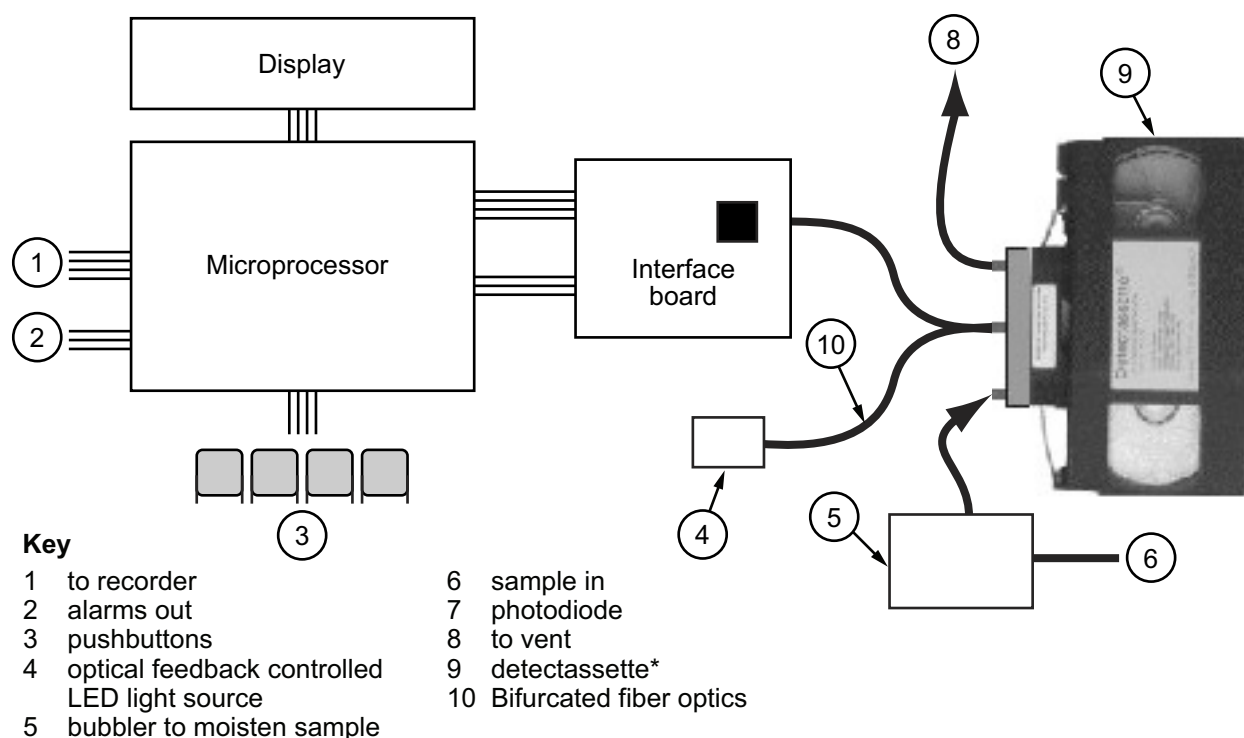 Display
8
9
Microprocessor
Interface
board
1
2
10
Detectassette®
4
5
6
3
Key
1 to recorder
2 alarms out
3 pushbuttons
4 optical feedback controlled
LED light source
5 bubbler to moisten sample
6 sample in
7 photodiode
8 to vent
9 detectassette*
10 Bifurcated fiber optics